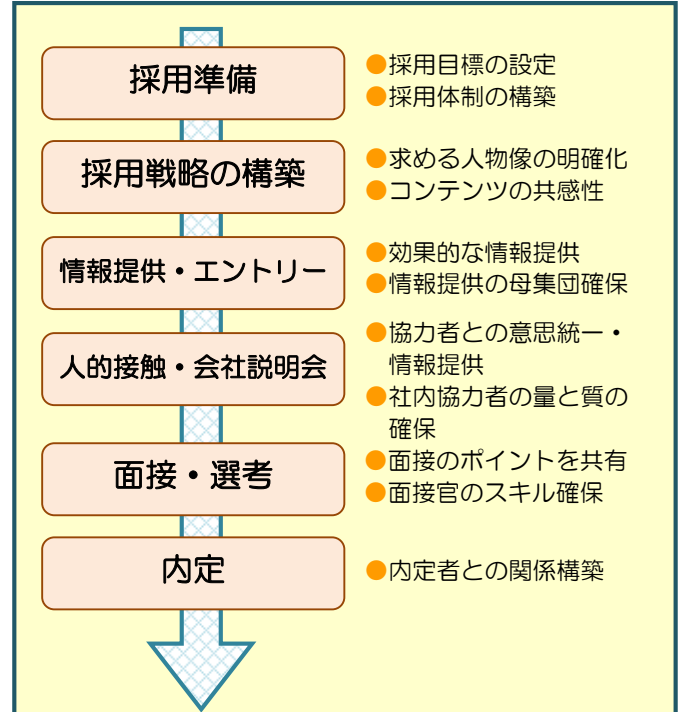 採用準備
●採用目標の設定
●採用体制の構築
採用戦略の構築
●求める人物像の明確化
●コンテンツの共感性
情報提供・エントリー
●効果的な情報提供
●情報提供の母集団確保
人的接触・会社説明会
●協力者との意思統一・
情報提供
●社内協力者の量と質の
確保
面接・選考
●面接のポイントを共有
●面接官のスキル確保
内定
●内定者との関係構築